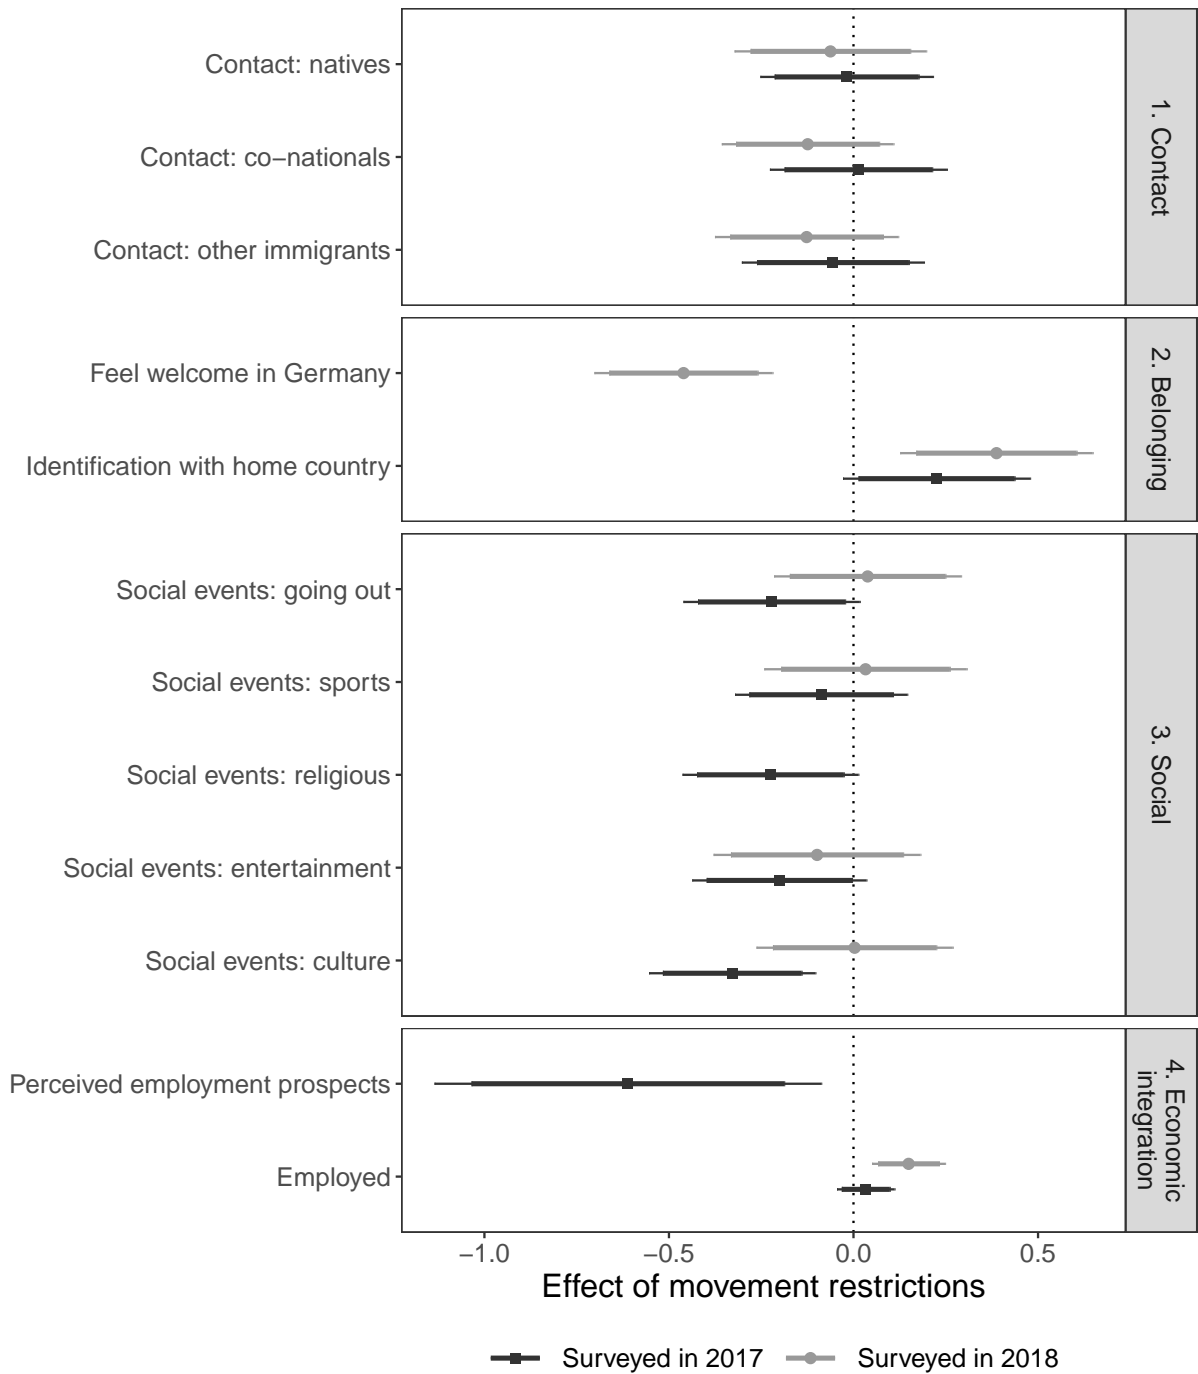 Contact: natives
Contact: co−nationals
Contact: other immigrants
1. Contact
Feel welcome in Germany
Identification with home country
2. Belonging
Social events: going out
Social events: sports
Social events: religious
Social events: entertainment
Social events: culture
3. Social
Perceived employment prospects
Employed
4. Economic
integration
−1.0 −0.5 0.0 0.5
Effect of movement restrictions
Surveyed in 2017 Surveyed in 2018